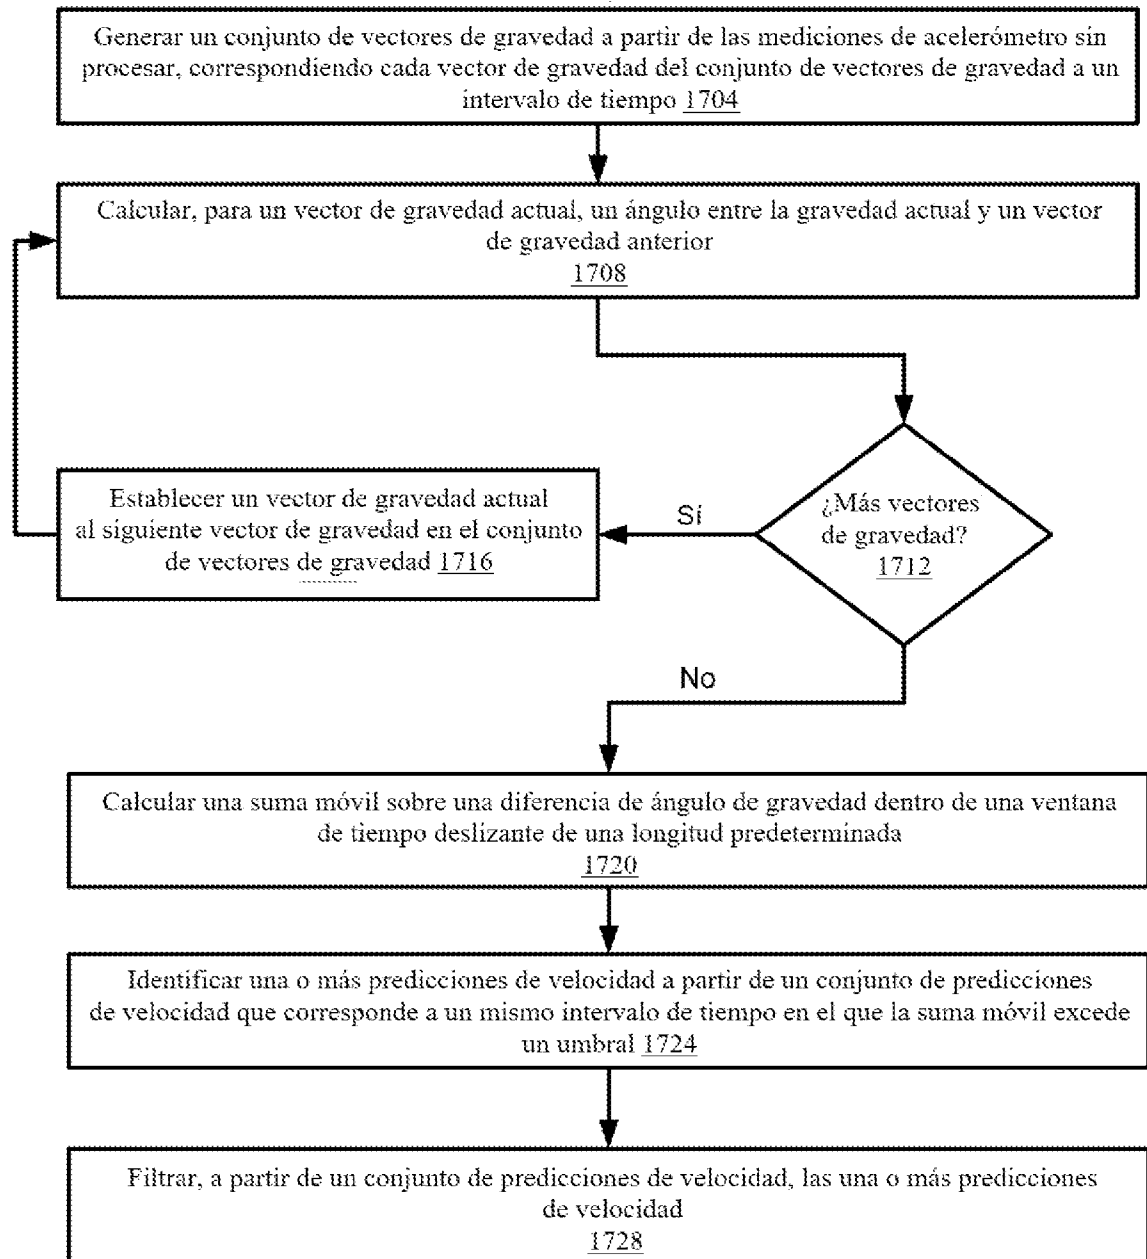 Generar un conjunto de vectores de gravedad a partir de las mediciones de acelerómetro sin
procesar, correspondiendo cada vector de gravedad del conjunto de vectores de gravedad a un
intervalo de tiempo 1704
Calcular, para un vector de gravedad actual, un ángulo entre la gravedad actual y un vector
de gravedad anterior
1708
¿Más vectores
de gravedad?
1712
Sí
Establecer un vector de gravedad actual
al siguiente vector de gravedad en el conjunto
de vectores de gravedad 1716
No
Calcular una suma móvil sobre una diferencia de ángulo de gravedad dentro de una ventana
de tiempo deslizante de una longitud predeterminada
1720
Identificar una o más predicciones de velocidad a partir de un conjunto de predicciones
de velocidad que corresponde a un mismo intervalo de tiempo en el que la suma móvil excede
un umbral 1724
Filtrar, a partir de un conjunto de predicciones de velocidad, las una o más predicciones
de velocidad
1728